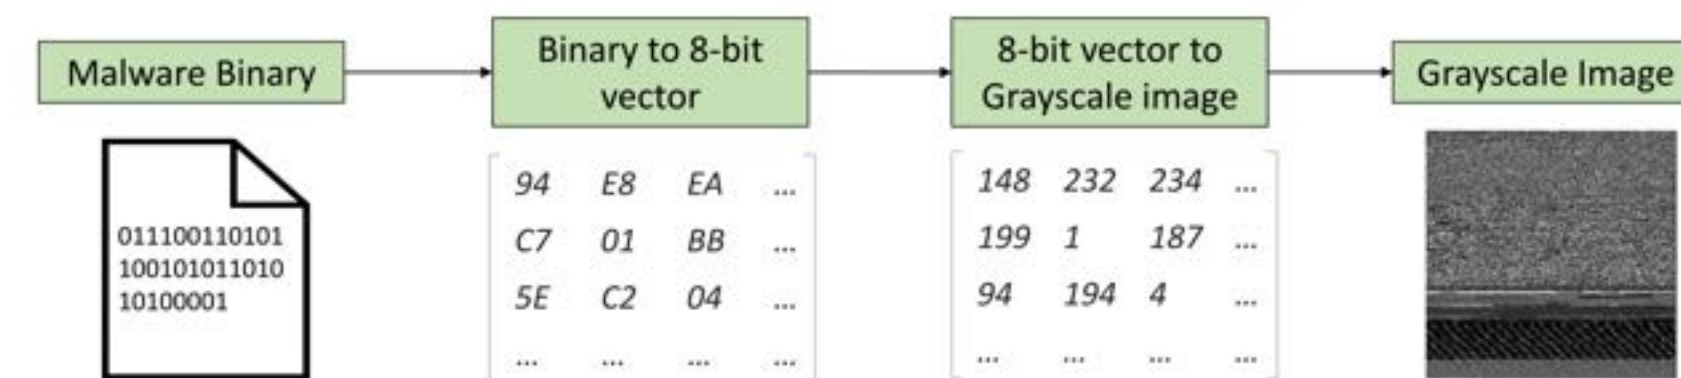 Malware Binary
Binary to 8-bit
vector
8-bit vector to
Grayscale image
Grayscale Image
011100110101
100101011010
10100001
94 E8 EA ...
C7 01 BB ...
5E C2 04 ...
... ... ... ...
148 232 234 ...
199 1 187 ...
94 194 4 ...
... ... ... ...